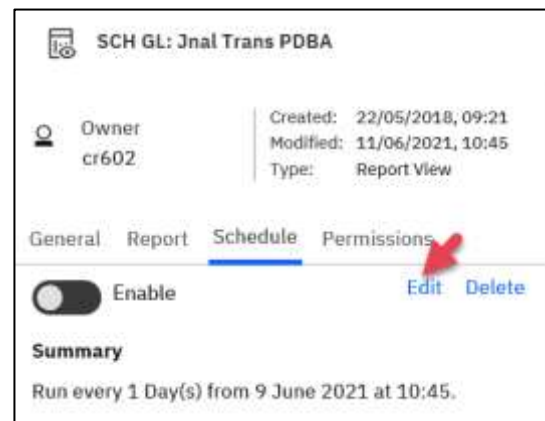 SCH GL: Jnal Trans PDBA
Owner
cr602
Created: 22/05/2018, 09:21
Modified: 11/06/2021, 10:45
Type: Report View
General Report Schedule Permissions
Enable Edit Delete
Summary
Run every 1 Day(s) from 9 June 2021 at 10:45.